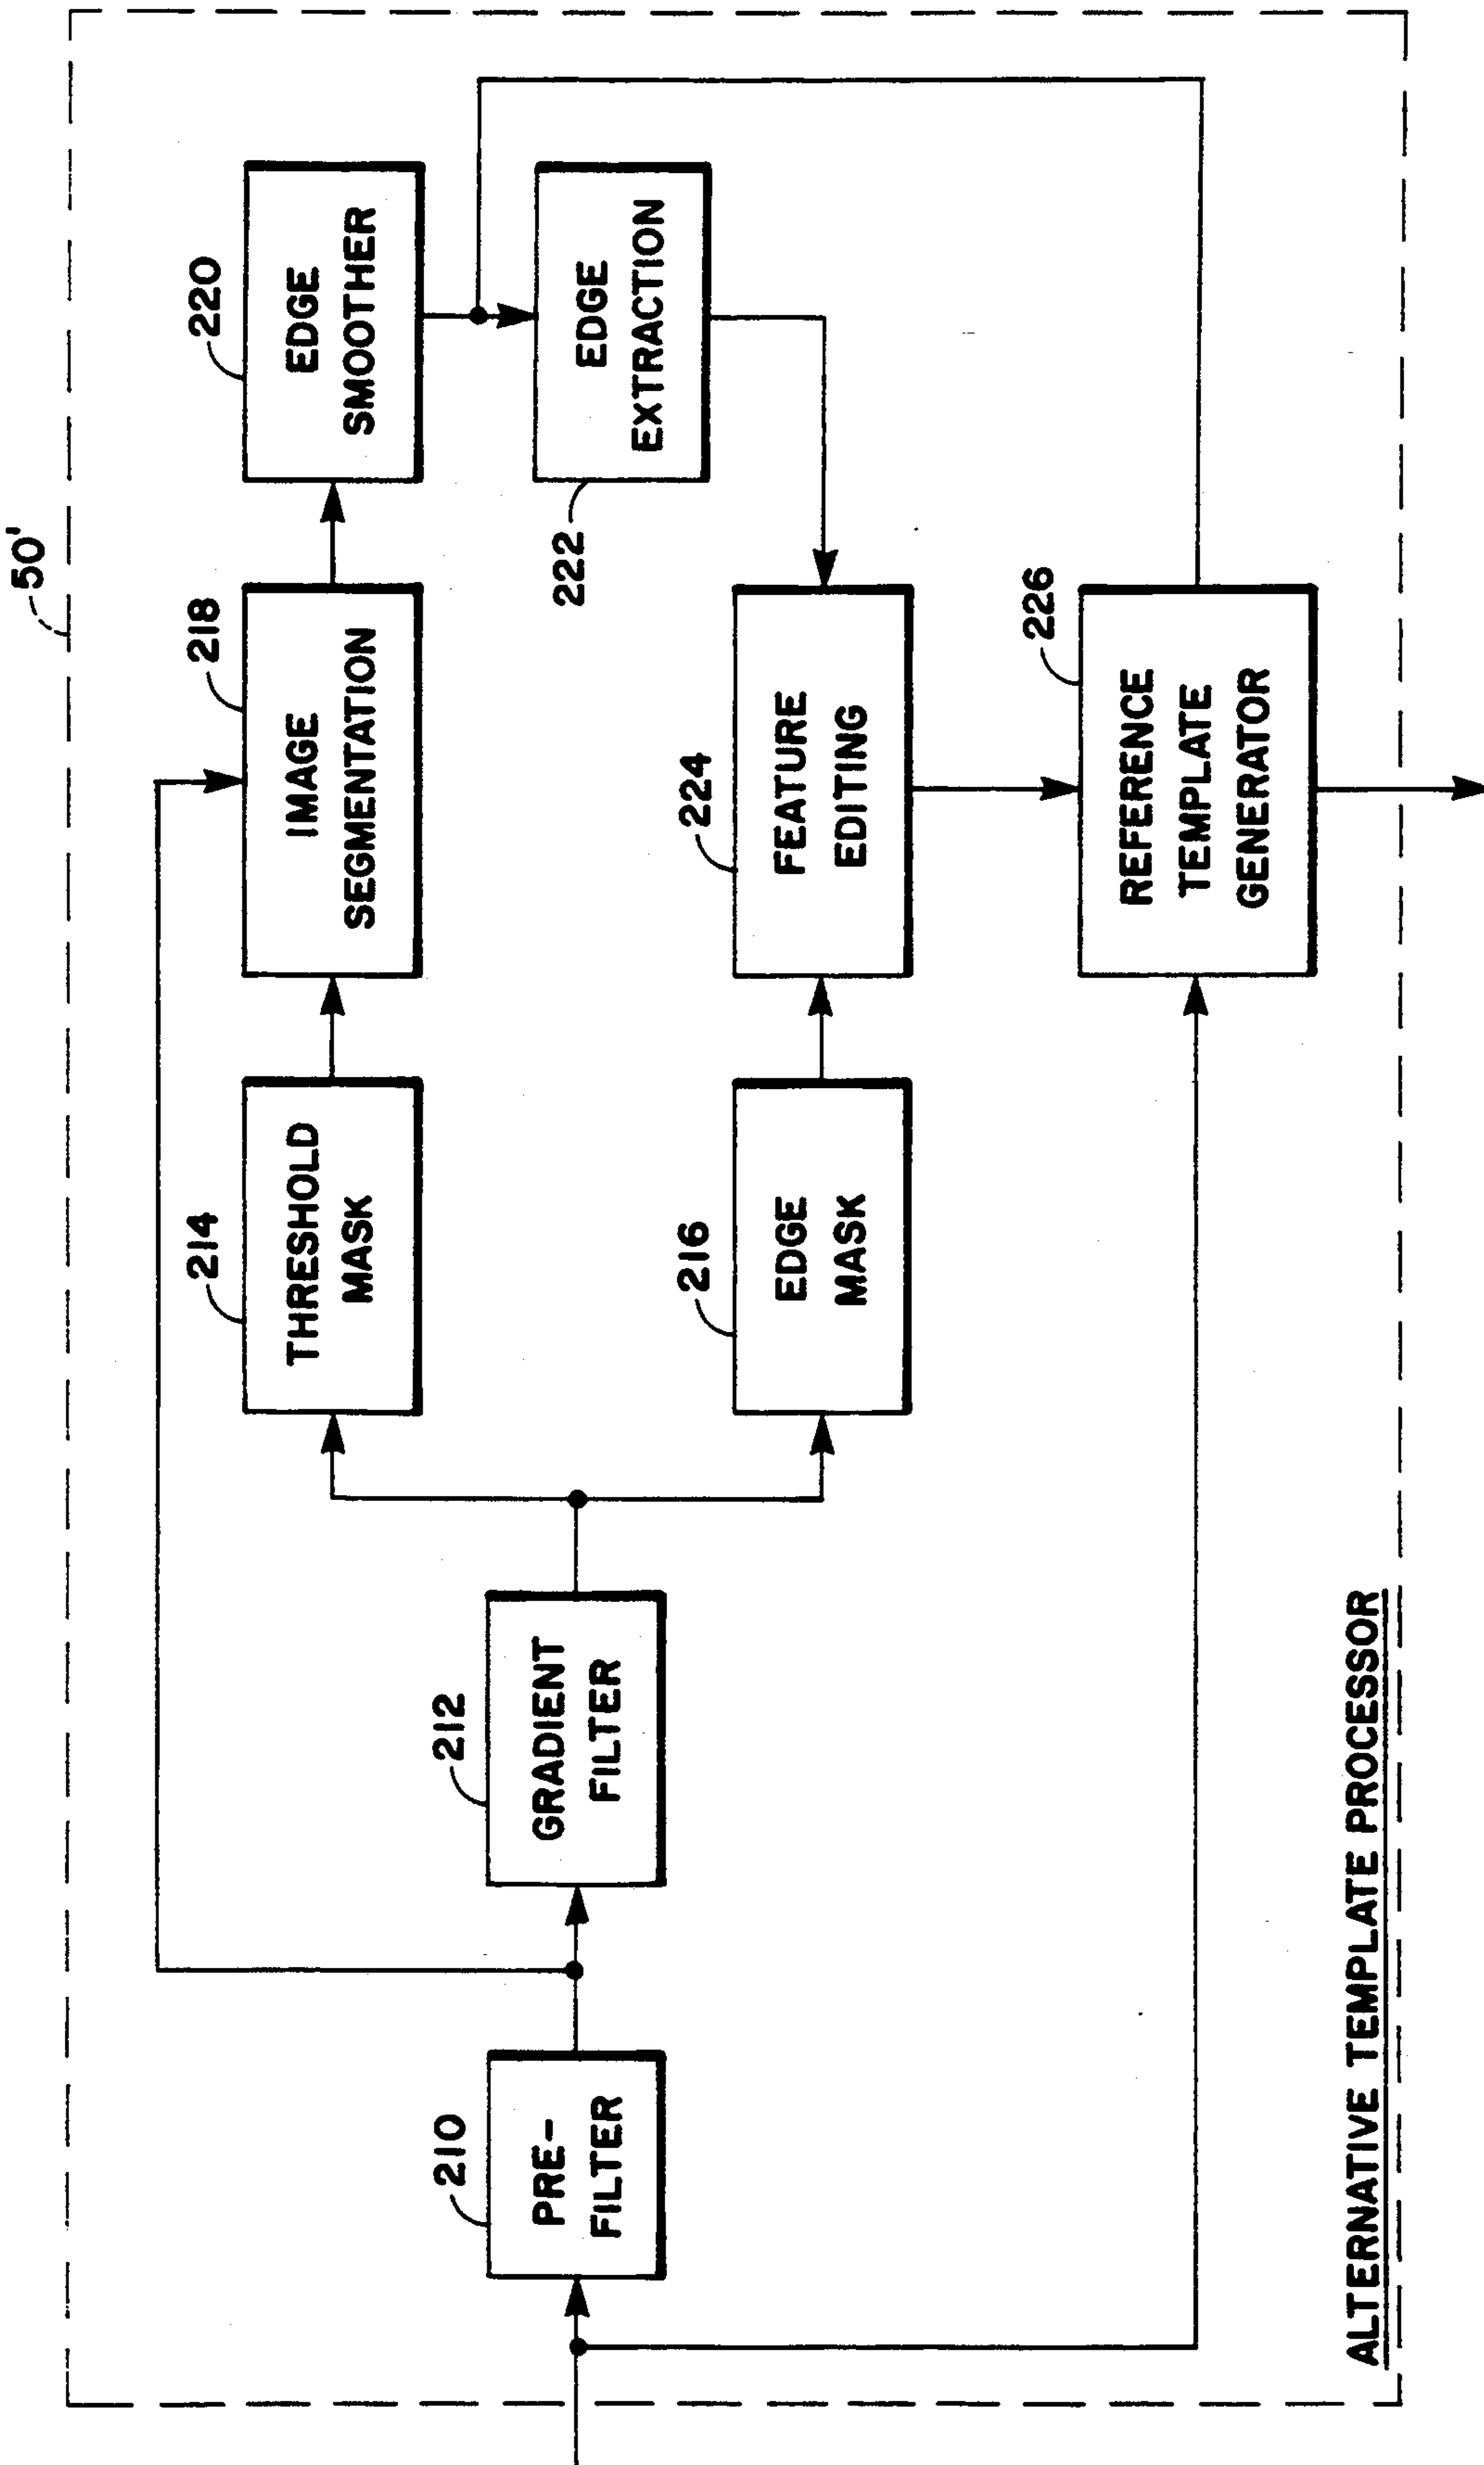 50'
210
PRE-
FILTER
212
GRADIENT
FILTER
214
THRESHOLD
MASK
216
EDGE
MASK
218
IMAGE
SEGMENTATION
220
EDGE
SMOOTHER
222
EDGE
EXTRACTION
224
FEATURE
EDITING
226
REFERENCE
TEMPLATE
GENERATOR
ALTERNATIVE TEMPLATE PROCESSOR